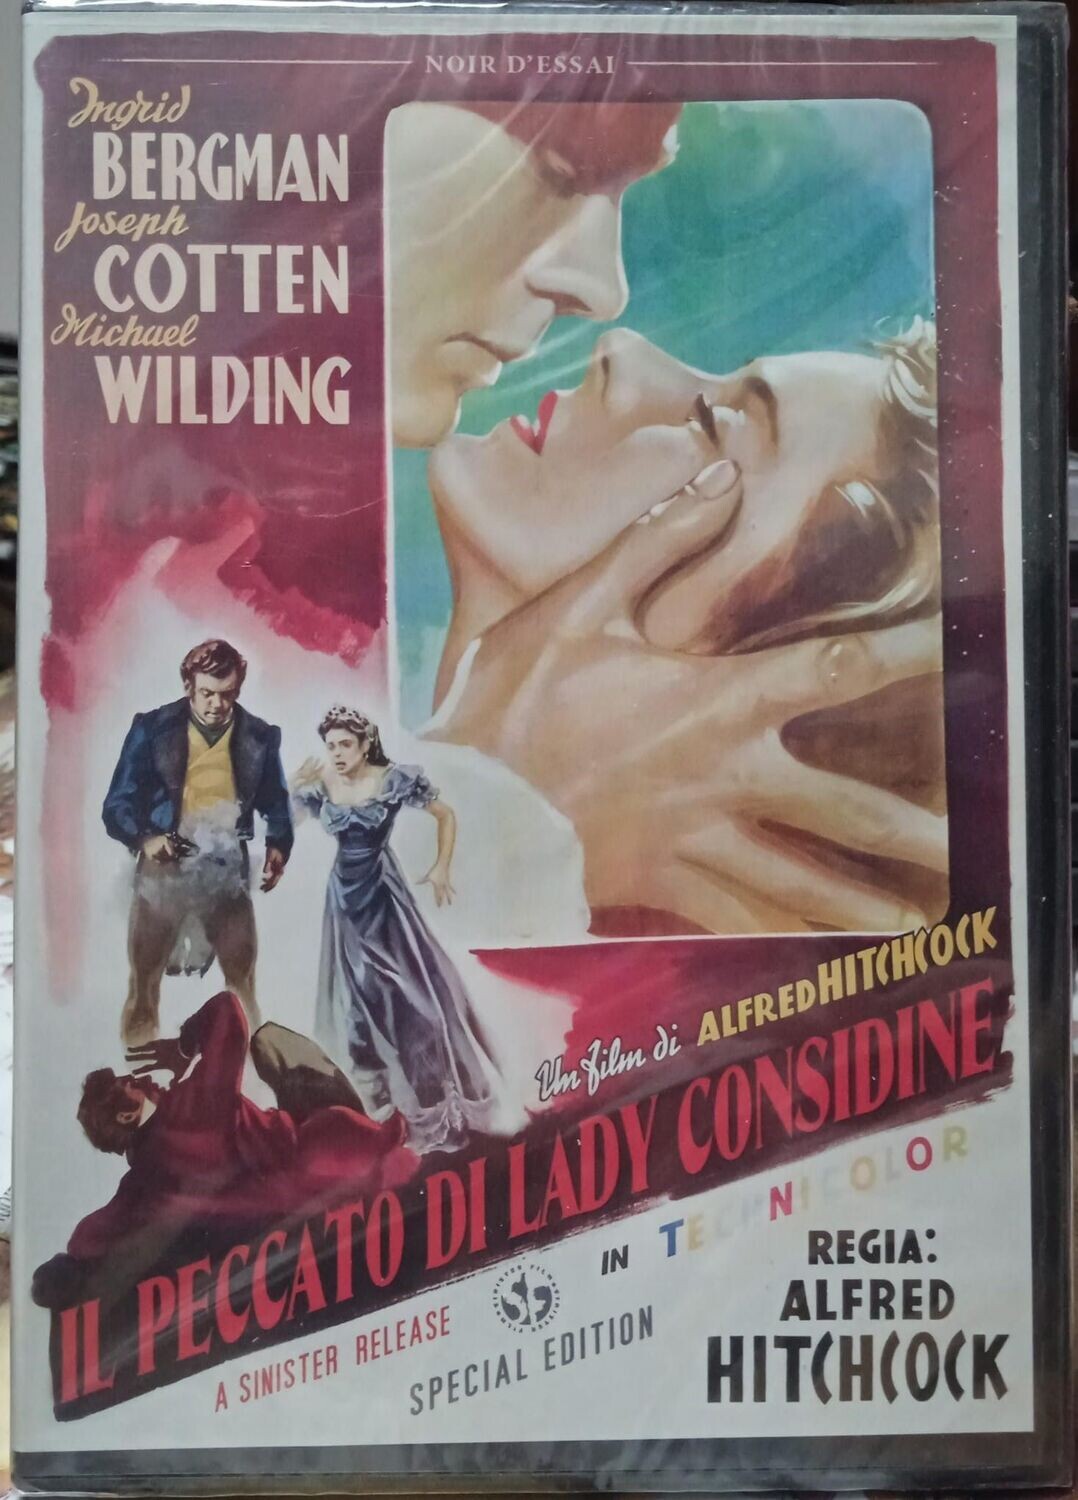 NOIR D'ESSAI
Ingrid
BERGMAN
Joseph
COTTEN
Michael
WILDING
Un film di ALFRED HITCHCOCK
IL PECCATO DI LADY CONSIDINE
IN TECHNICOLOR
A SINISTER RELEASE
SPECIAL EDITION
REGIA:
ALFRED
HITCHCOCK